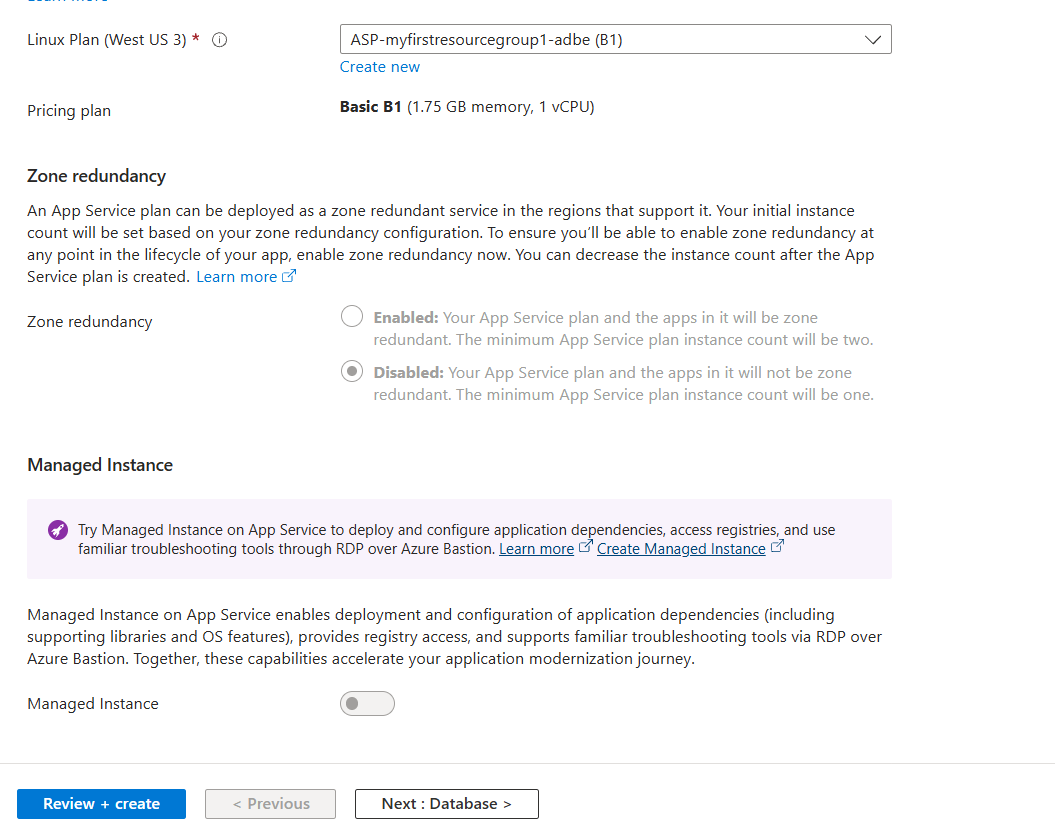 Learn more
Linux Plan (West US 3) *
ASP-myfirstresourcegroup1-adbe (B1)
Create new
Pricing plan
Basic B1 (1.75 GB memory, 1 vCPU)
Zone redundancy
An App Service plan can be deployed as a zone redundant service in the regions that support it. Your initial instance
count will be set based on your zone redundancy configuration. To ensure you’ll be able to enable zone redundancy at
any point in the lifecycle of your app, enable zone redundancy now. You can decrease the instance count after the App
Service plan is created. Learn more
Zone redundancy
Enabled: Your App Service plan and the apps in it will be zone
redundant. The minimum App Service plan instance count will be two.
Disabled: Your App Service plan and the apps in it will not be zone
redundant. The minimum App Service plan instance count will be one.
Managed Instance
Try Managed Instance on App Service to deploy and configure application dependencies, access registries, and use
familiar troubleshooting tools through RDP over Azure Bastion. Learn more Create Managed Instance
Managed Instance on App Service enables deployment and configuration of application dependencies (including
supporting libraries and OS features), provides registry access, and supports familiar troubleshooting tools via RDP over
Azure Bastion. Together, these capabilities accelerate your application modernization journey.
Managed Instance
Review + create
< Previous
Next : Database >